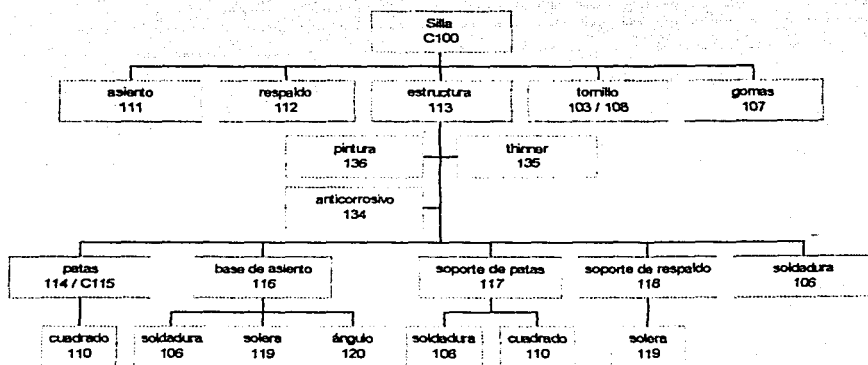 Silla
C100
asiento
111
respaldo
112
estructura
113
tornillo
103 / 108
gomas
107
pintura
136
thinner
135
anticorrosivo
134
patas
114 / C115
base de asiento
116
soporte de patas
117
soporte de respaldo
118
soldadura
106
cuadrado
110
soldadura
106
solera
119
ángulo
120
soldadura
106
cuadrado
110
solera
119